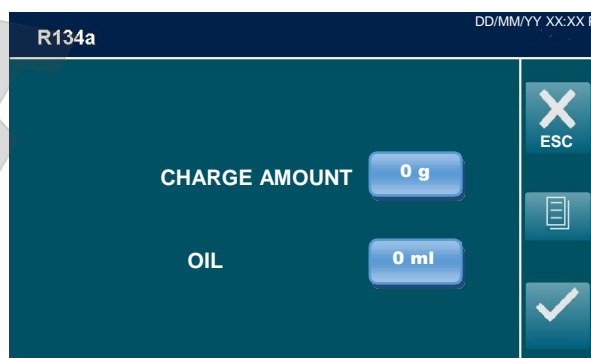 R134a
DD/MM/YY XX:XX
ESC
CHARGE AMOUNT 0 g
OIL 0 ml